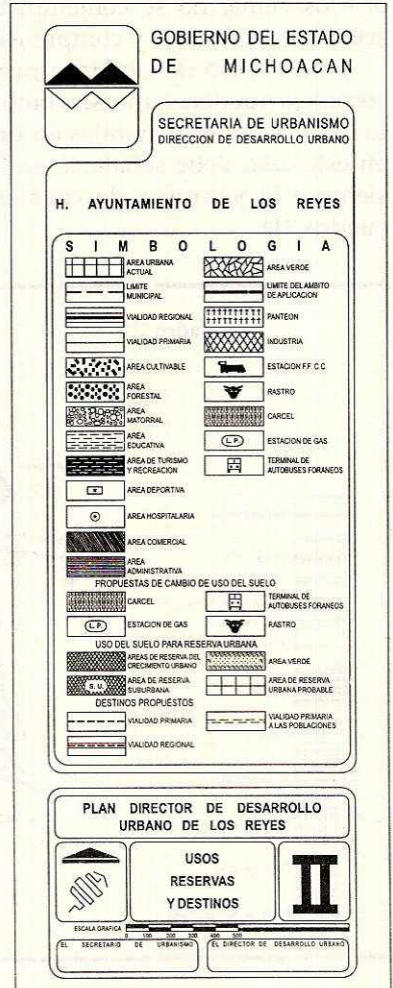 GOBIERNO DEL ESTADO
DE MICHOACAN
SECRETARIA DE URBANISMO
DIRECCION DE DESARROLLO URBANO
H. AYUNTAMIENTO DE LOS REYES
SIMBOLOGIA
AREA URBANA
ACTUAL
LIMITE
MUNICIPAL
VIALIDAD REGIONAL
VIALIDAD PRIMARIA
AREA CULTIVABLE
AREA
FORESTAL
AREA
MATORRAL
AREA
EDUCATIVA
AREA DE TURISMO
Y RECREACION
AREA DEPORTIVA
AREA HOSPITALARIA
AREA COMERCIAL
AREA
ADMINISTRATIVA
AREA VERDE
LIMITE DEL AMBITO
DE APLICACION
PANTEON
INDUSTRIA
ESTACION F.F. C.C
RASTRO
CARCEL
L.P.
ESTACION DE GAS
TERMINAL DE
AUTOBUSES FORANEOS
PROPUESTAS DE CAMBIO DE USO DEL SUELO
CARCEL
L.P.
ESTACION DE GAS
TERMINAL DE
AUTOBUSES FORANEOS
RASTRO
USO DEL SUELO PARA RESERVA URBANA
AREAS DE RESERVA DEL
CRECIMIENTO URBANO
S.U.
AREA DE RESERVA
SUBURBANA
AREA VERDE
AREA DE RESERVA
URBANA PROBABLE
DESTINOS PROPUESTOS
VIALIDAD PRIMARIA
VIALIDAD REGIONAL
VIALIDAD PRIMARIA
A LAS POBLACIONES
PLAN DIRECTOR DE DESARROLLO
URBANO DE LOS REYES
USOS
RESERVAS
Y DESTINOS
II
ESCALA GRAFICA
0 100 200 300 400 500
EL SECRETARIO DE URBANISMO
EL DIRECTOR DE DESARROLLO URBANO